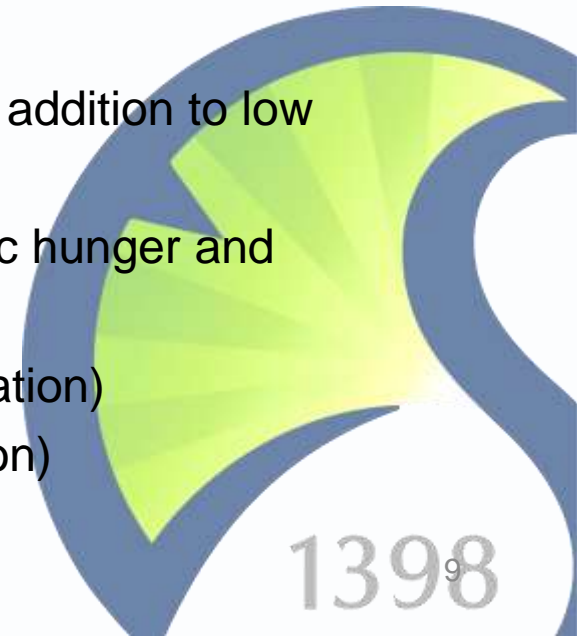 addition to low
c hunger and
ation)
on)
1398
9